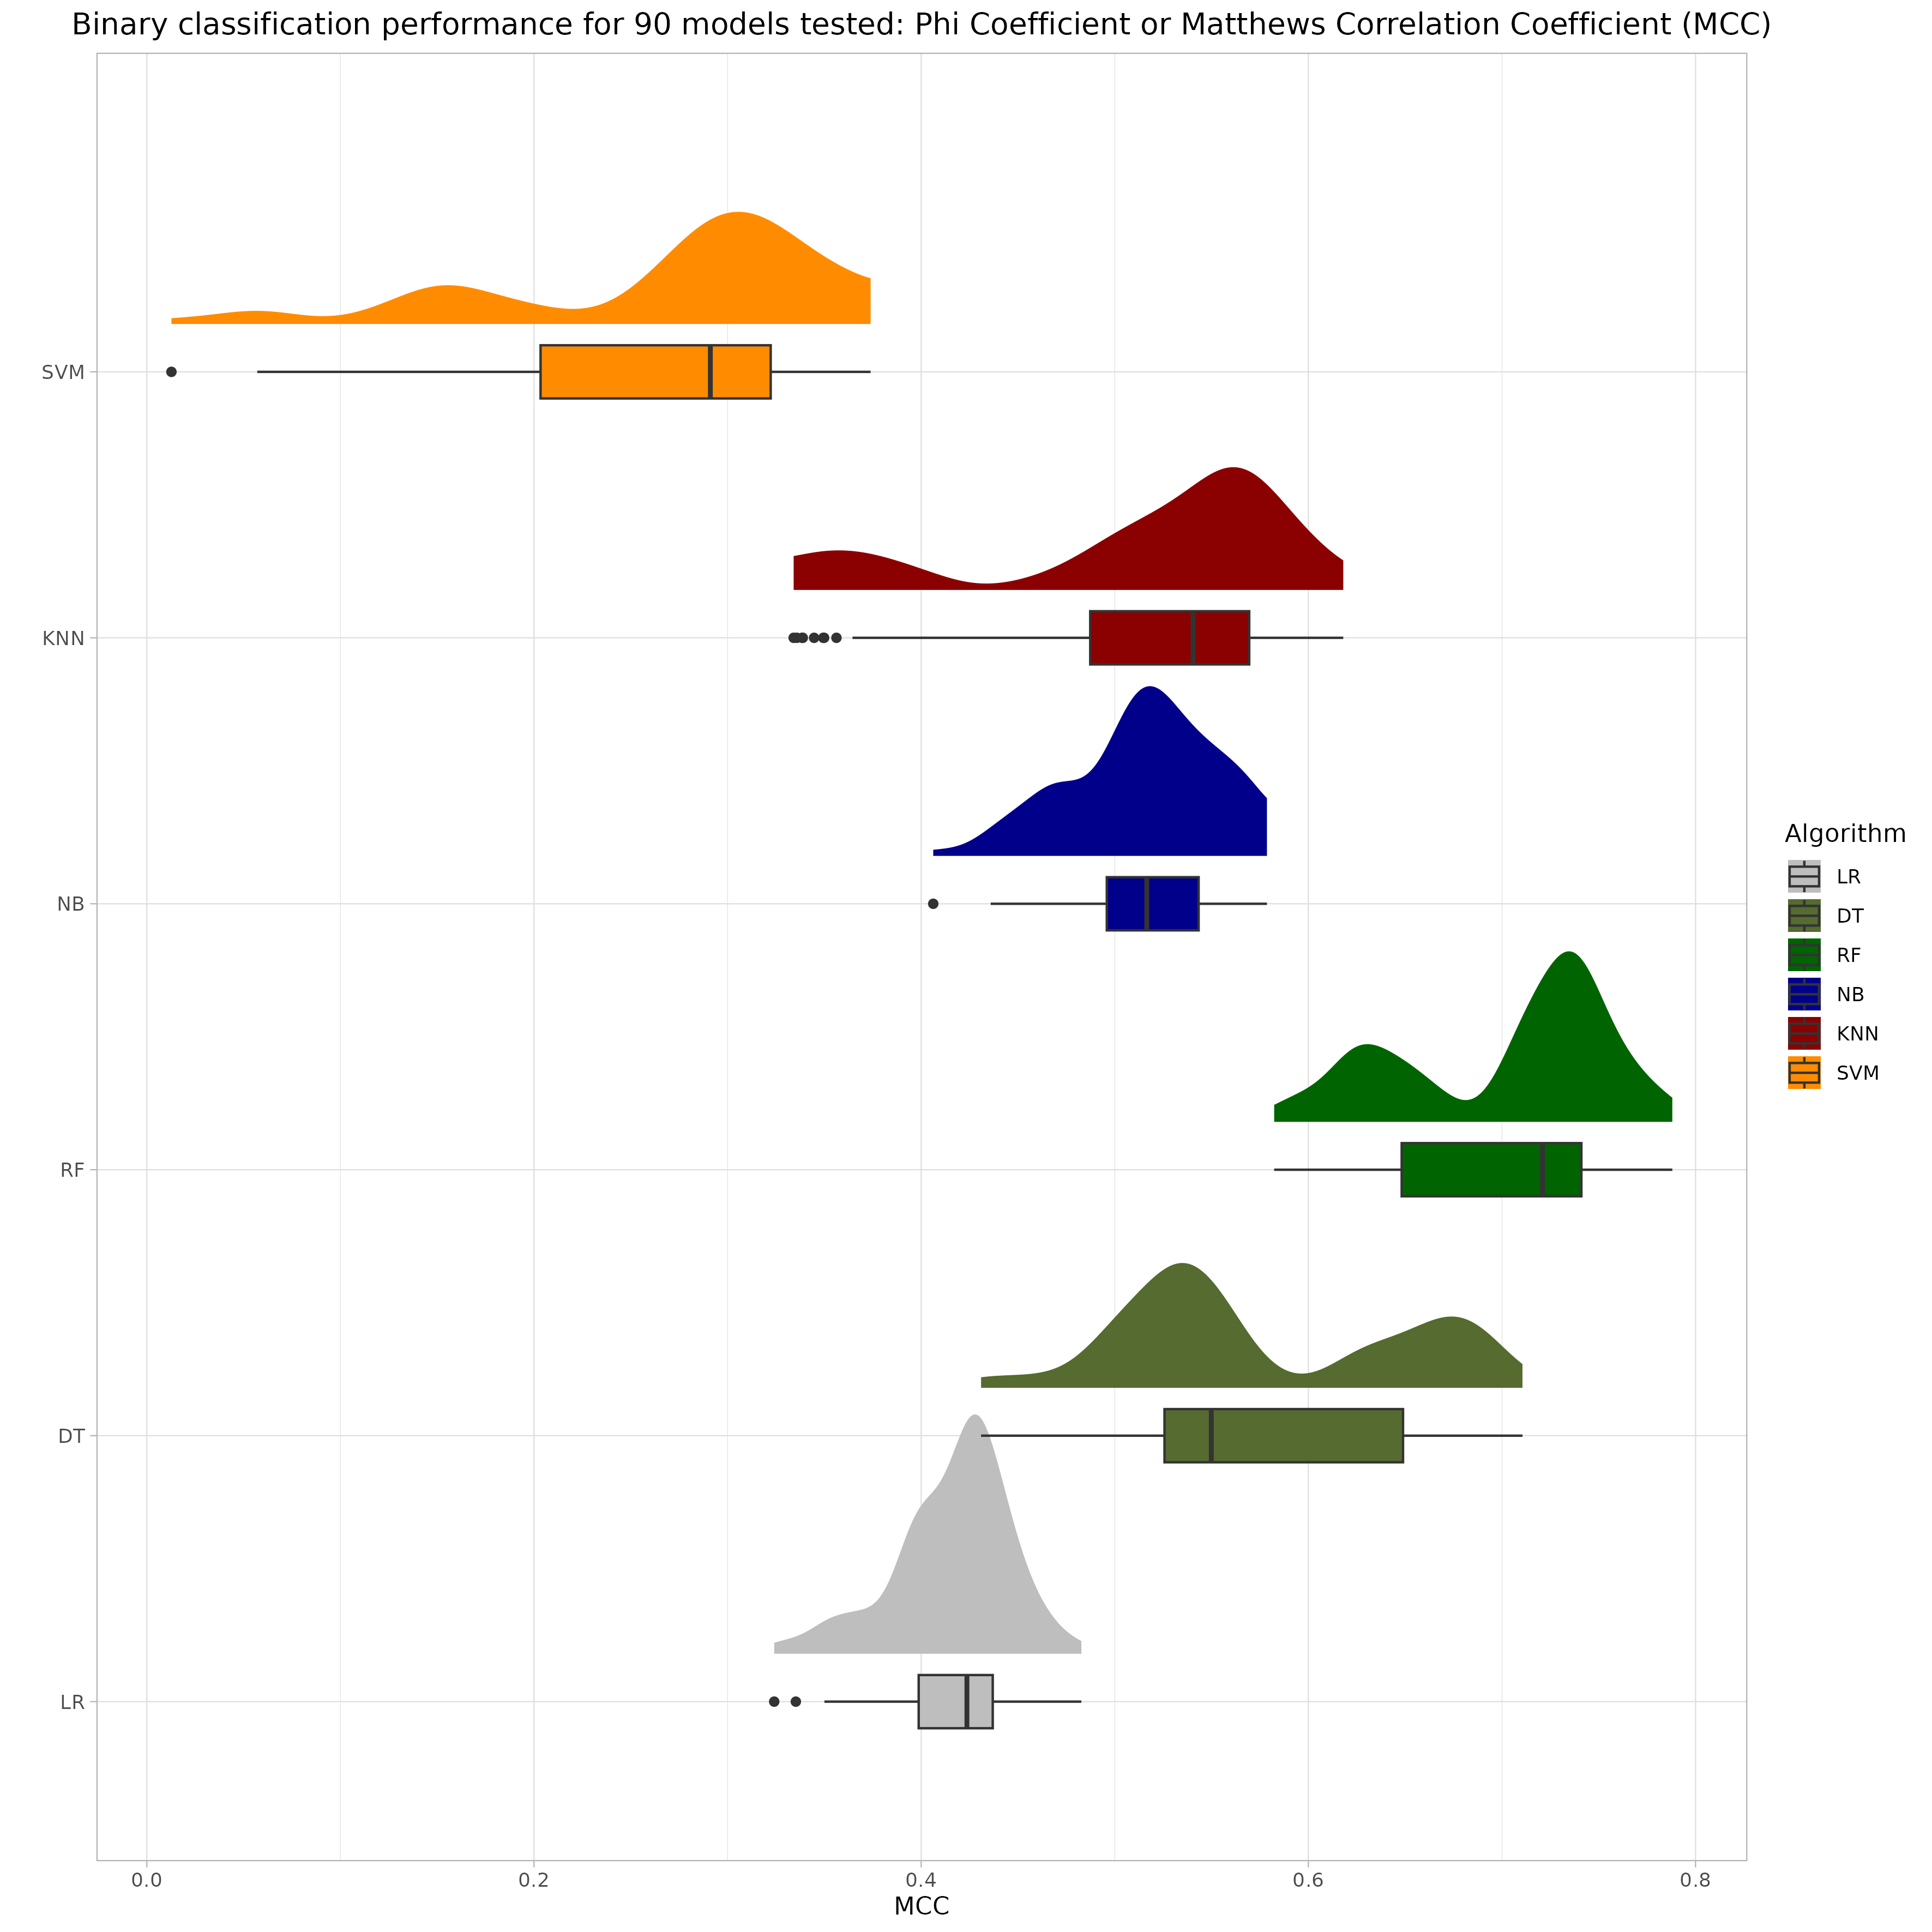 Binary classification performance for 90 models tested: Phi Coefficient or Matthews Correlation Coefficient (MCC)
SVM
KNN
NB
RF
DT
LR
0.0 0.2 0.4 0.6 0.8
MCC
Algorithm
LR
DT
RF
NB
KNN
SVM